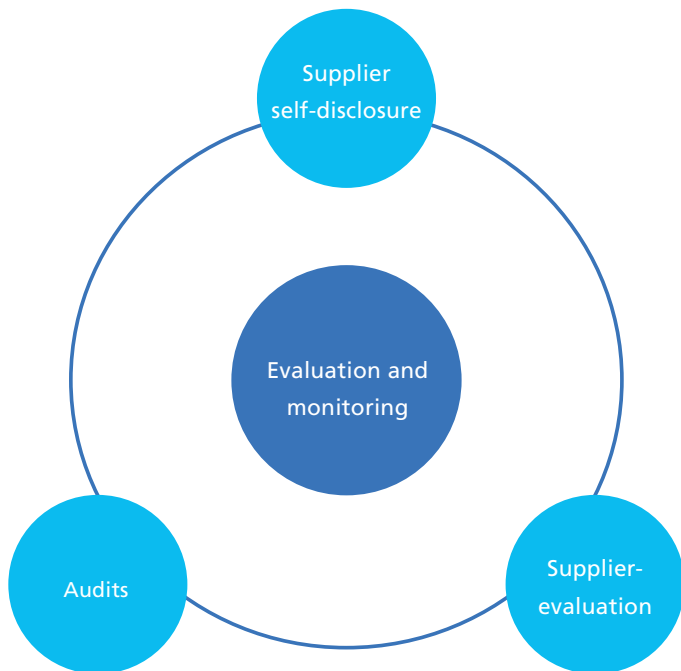 Supplier
self-disclosure
Evaluation and
monitoring
Audits
Supplier-
evaluation